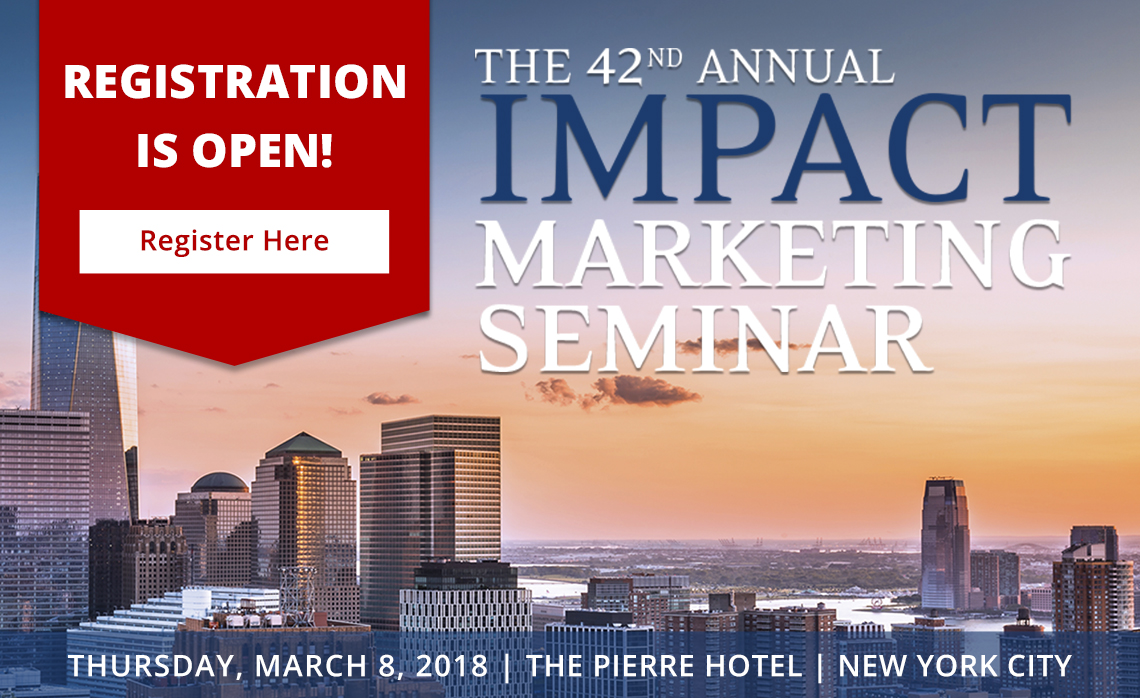 REGISTRATION
IS OPEN!
Register Here
THE 42ND ANNUAL
IMPACT
MARKETING
SEMINAR
THURSDAY, MARCH 8, 2018 | THE PIERRE HOTEL | NEW YORK CITY